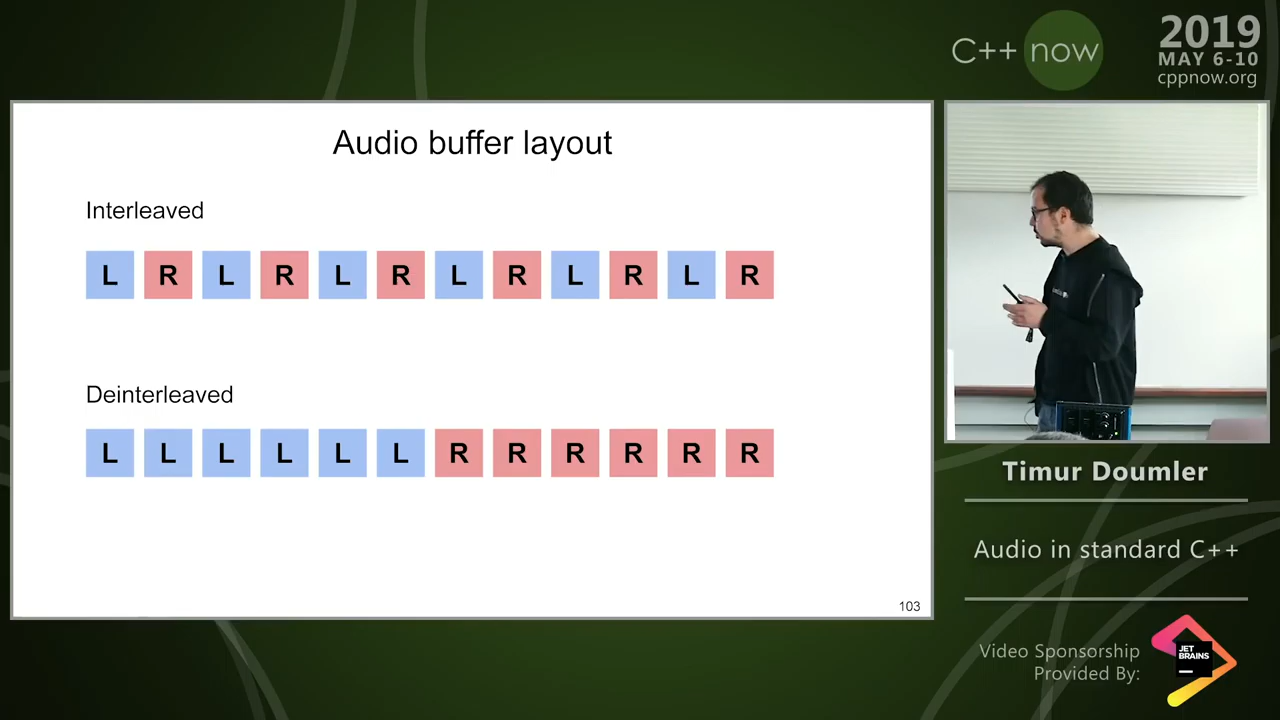 C++ now
2019
MAY 6-10
cppnow.org
Audio buffer layout
Interleaved
L R L R L R L R L R L R
Deinterleaved
L L L L L L R R R R R R
103
Timur Doumler
Audio in standard C++
Video Sponsorship
Provided By:
JET
BRAINS